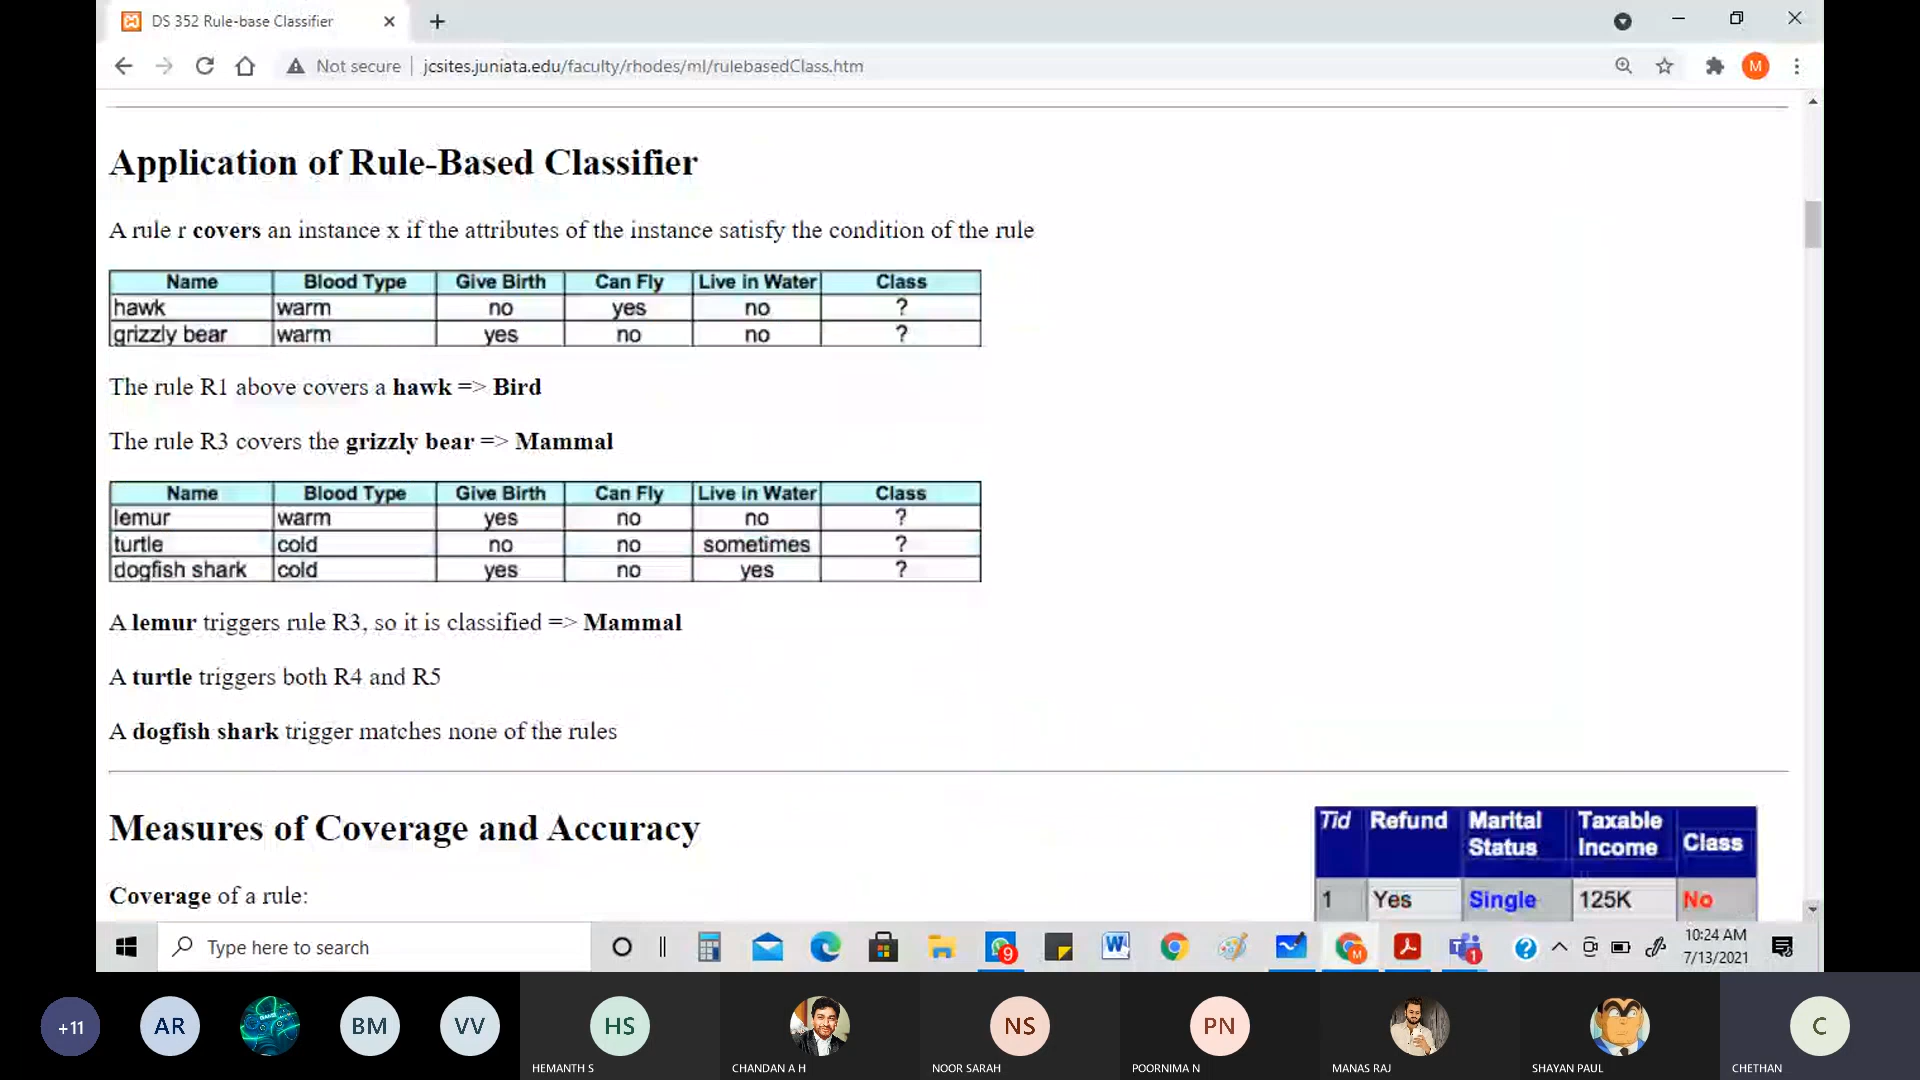 DS 352 Rule-base Classifier
Not secure
jcsites.juniata.edu/faculty/rhodes/ml/rulebasedClass.htm
M
Application of Rule-Based Classifier
A rule r covers an instance x if the attributes of the instance satisfy the condition of the rule
Name Blood Type Give Birth Can Fly Live in Water Class
hawk warm no yes no ?
grizzly bear warm yes no no ?
The rule R1 above covers a hawk => Bird
The rule R3 covers the grizzly bear => Mammal
Name Blood Type Give Birth Can Fly Live in Water Class
lemur warm yes no no ?
turtle cold no no sometimes ?
dogfish shark cold yes no yes ?
A lemur triggers rule R3, so it is classified => Mammal
A turtle triggers both R4 and R5
A dogfish shark trigger matches none of the rules
Measures of Coverage and Accuracy
Coverage of a rule:
Tid Refund Marital Status Taxable Income Class
1 Yes Single 125K No
Type here to search
9
1
10:24 AM
7/13/2021
+11
AR
BM
VV
HS
NS
PN
C
HEMANTH S
CHANDAN A H
NOOR SARAH
POORNIMA N
MANAS RAJ
SHAYAN PAUL
CHETHAN